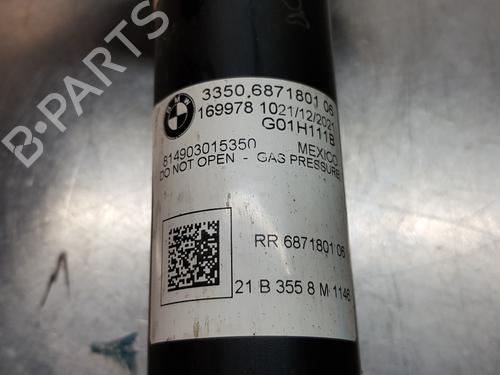 BMW
3350.6871801 06
169978 1021/12/2021
G01H111B
MEXICO
814903015350
DO NOT OPEN - GAS PRESSURE
RR 6871801 06
21 B 355 8 M 1146
B-PARTS